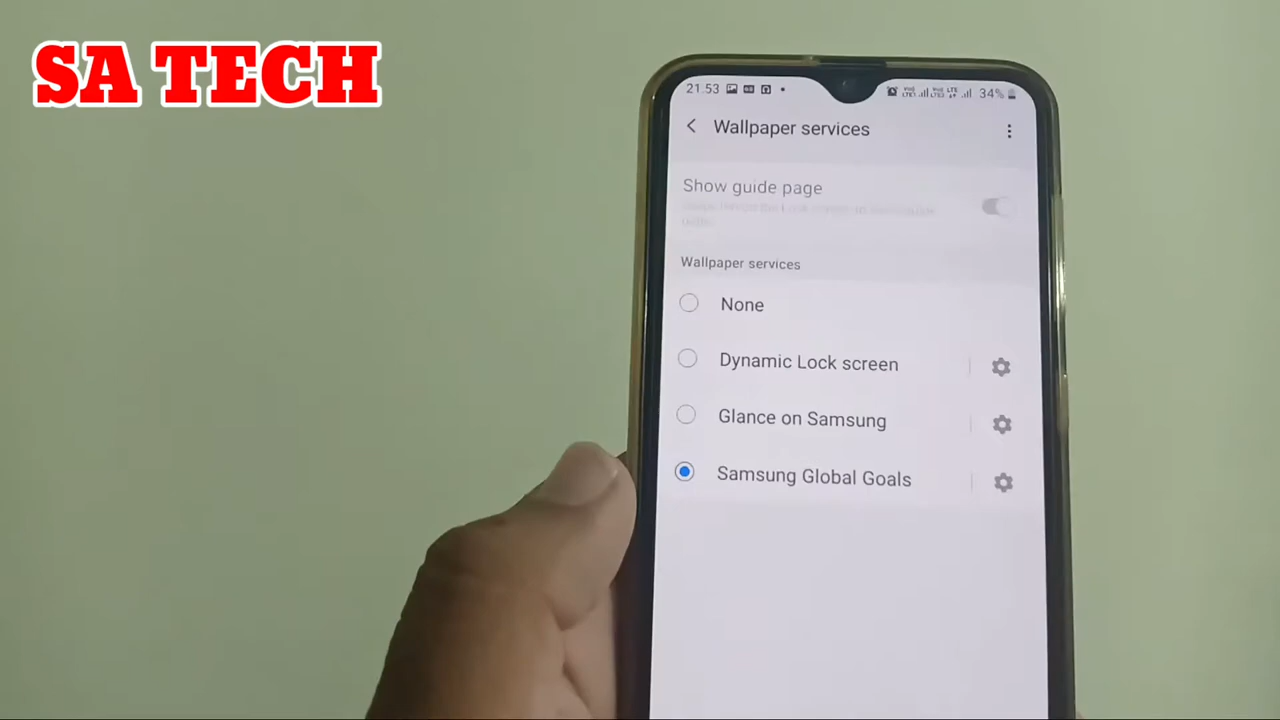 SA TECH
21.53
34%
Wallpaper services
Show guide page
Wallpaper services
None
Dynamic Lock screen
Glance on Samsung
Samsung Global Goals